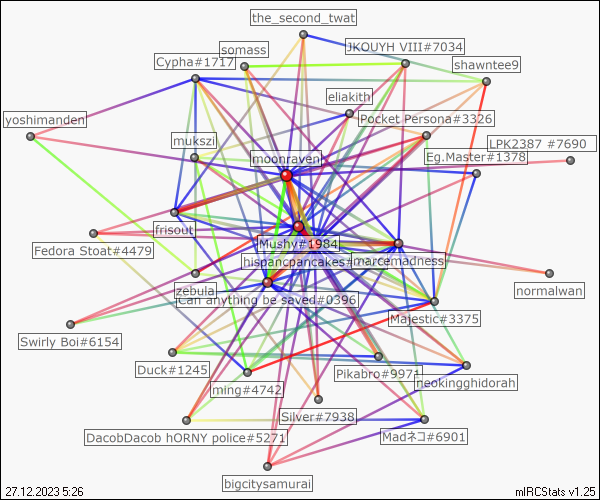 the_second_twat
JKOUYH VIII#7034
somass
Cypha#1717
shawntee9
eliakith
yoshimanden
Pocket Persona#3326
mukszi
LPK2387 #7690
moonraven
Eg.Master#1378
frisout
Fedora Stoat#4479
Mushy#1984
hispancpancakes#
marcemadness
zebula
normalwan
Can anything be saved#0396
Majestic#3375
Swirly Boi#6154
Duck#1245
Pikabro#9971
neokingghidorah
ming#4742
Silver#7938
DacobDacob hORNY police#5271
Madネコ#6901
bigcitysamurai
27.12.2023 5:26
mIRCStats v1.25